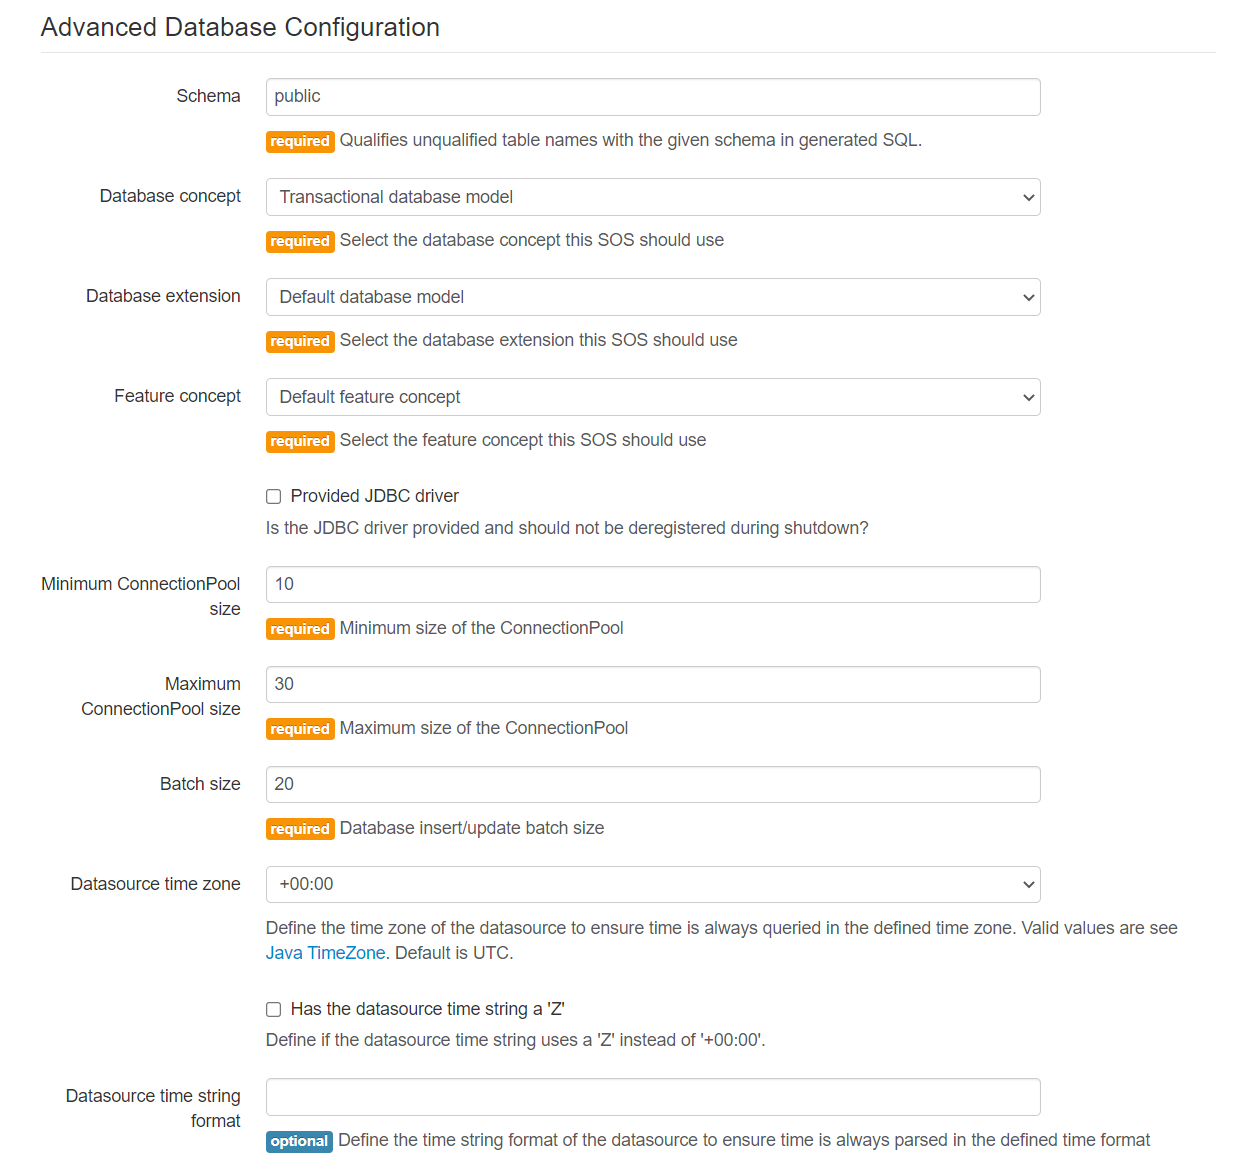 Advanced Database Configuration
Schema
public
required Qualifies unqualified table names with the given schema in generated SQL.
Database concept
Transactional database model
required Select the database concept this SOS should use
Database extension
Default database model
required Select the database extension this SOS should use
Feature concept
Default feature concept
required Select the feature concept this SOS should use
Provided JDBC driver
Is the JDBC driver provided and should not be deregistered during shutdown?
Minimum ConnectionPool
size
10
required Minimum size of the ConnectionPool
Maximum
ConnectionPool size
30
required Maximum size of the ConnectionPool
Batch size
20
required Database insert/update batch size
Datasource time zone
+00:00
Define the time zone of the datasource to ensure time is always queried in the defined time zone. Valid values are see
Java TimeZone. Default is UTC.
Has the datasource time string a 'Z'
Define if the datasource time string uses a 'Z' instead of '+00:00'.
Datasource time string
format
optional Define the time string format of the datasource to ensure time is always parsed in the defined time format